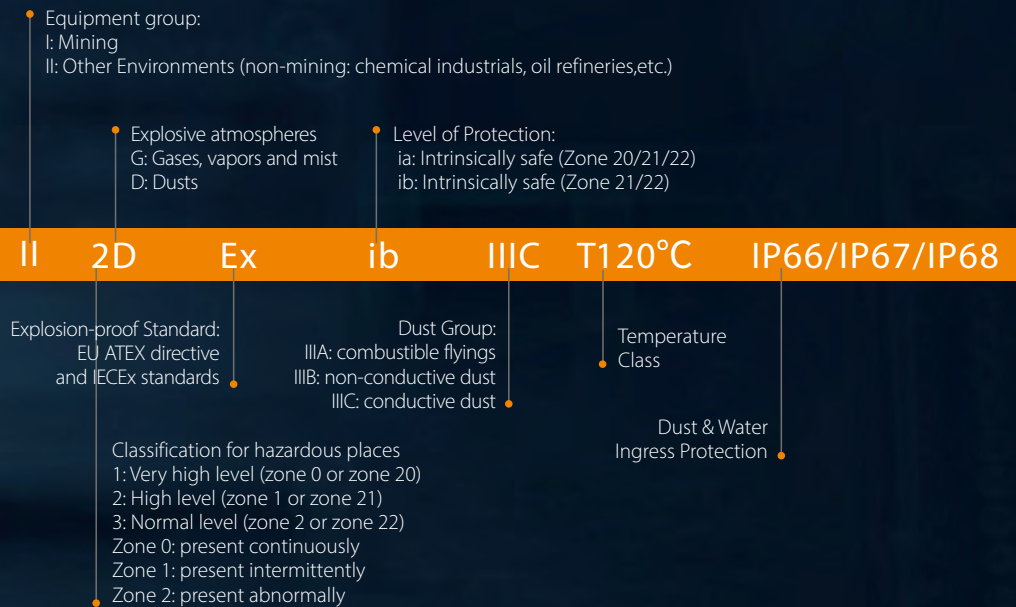 Equipment group:
I: Mining
II: Other Environments (non-mining: chemical industrials, oil refineries,etc.)
Explosive atmospheres
G: Gases, vapors and mist
D: Dusts
Level of Protection:
ia: Intrinsically safe (Zone 20/21/22)
ib: Intrinsically safe (Zone 21/22)
II 2D Ex ib IIIC T120℃ IP66/IP67/IP68
Explosion-proof Standard:
EU ATEX directive
and IECEx standards
Dust Group:
IIIA: combustible flyings
IIIB: non-conductive dust
IIIC: conductive dust
Temperature
Class
Dust & Water
Ingress Protection
Classification for hazardous places
1: Very high level (zone 0 or zone 20)
2: High level (zone 1 or zone 21)
3: Normal level (zone 2 or zone 22)
Zone 0: present continuously
Zone 1: present intermittently
Zone 2: present abnormally